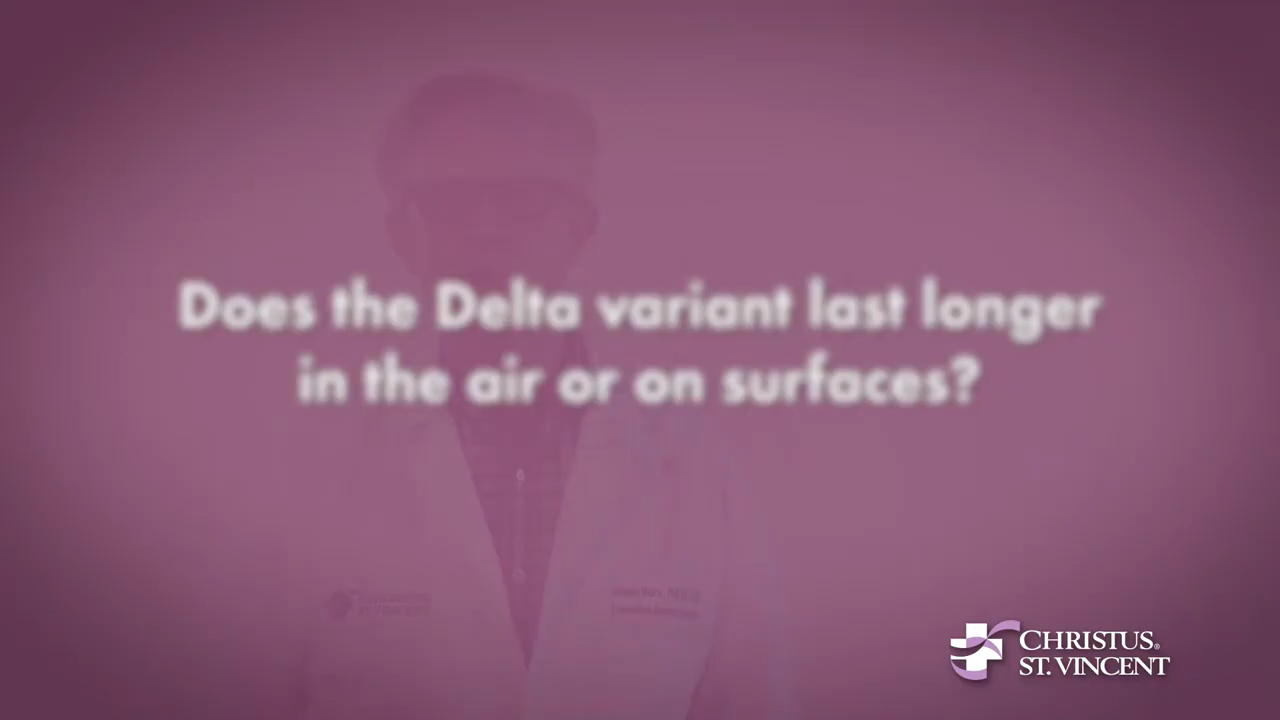 Does the Delta variant last longer
in the air or on surfaces?
CHRISTUS®
ST. VINCENT